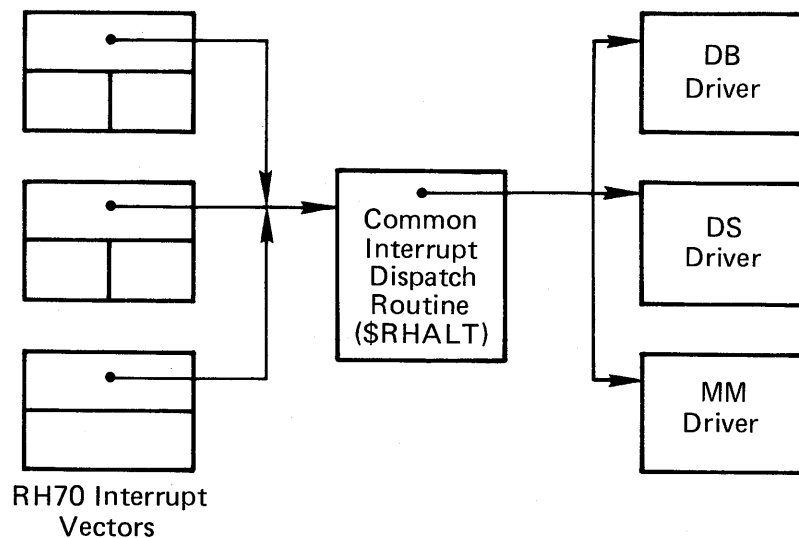 DB
Driver
Common
Interrupt
Dispatch
Routine
($RHALT)
DS
Driver
MM
Driver
RH70 Interrupt
Vectors